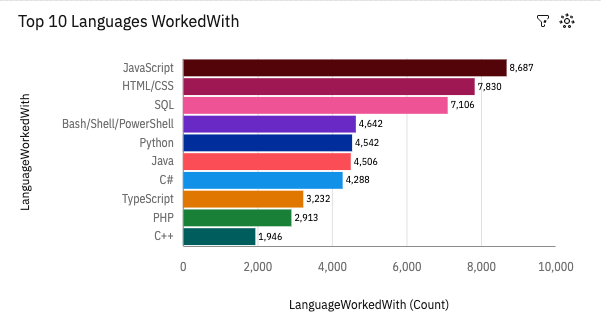 Top 10 Languages WorkedWith
LanguageWorkedWith
JavaScript 8,687
HTML/CSS 7,830
SQL 7,106
Bash/Shell/PowerShell 4,642
Python 4,542
Java 4,506
C# 4,288
TypeScript 3,232
PHP 2,913
C++ 1,946
0 2,000 4,000 6,000 8,000 10,000
LanguageWorkedWith (Count)